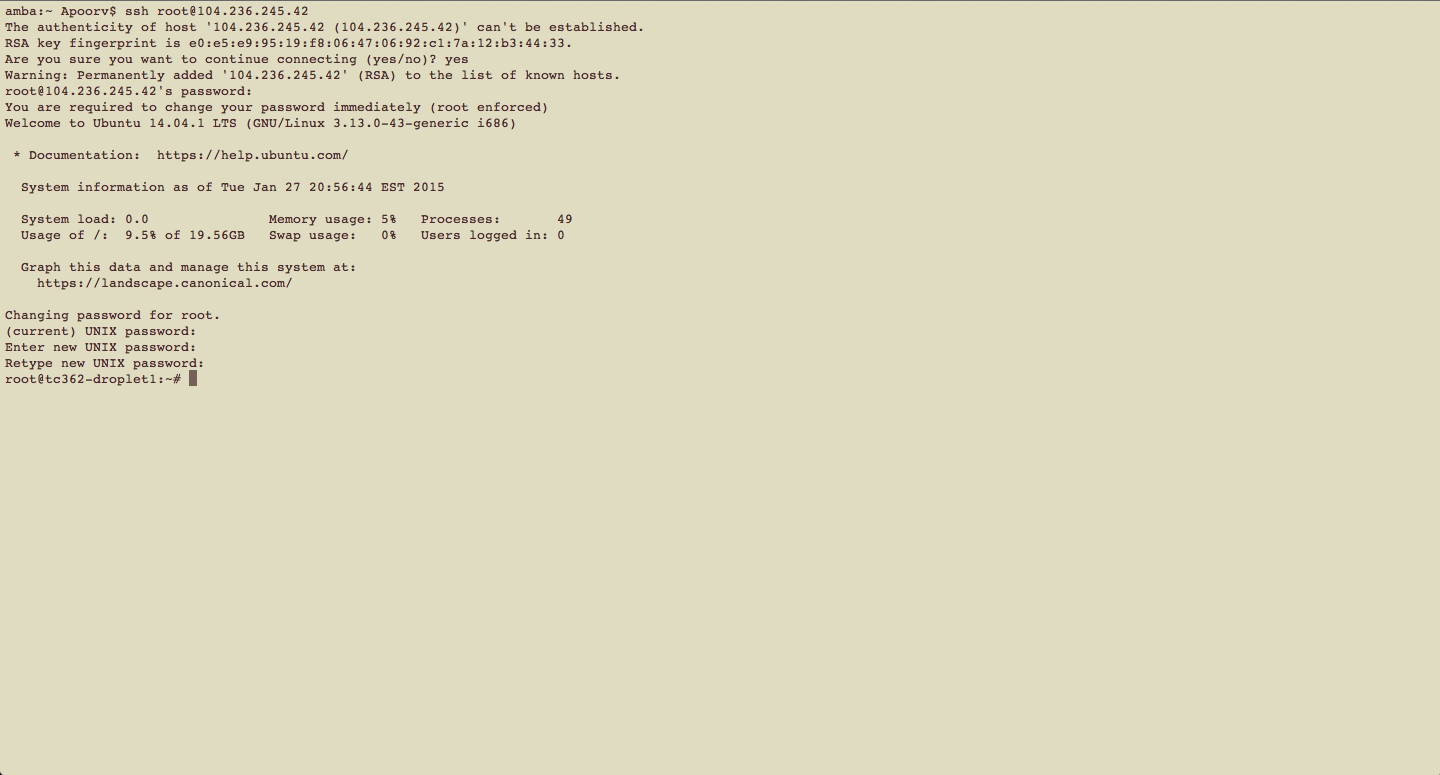 amba:~ Apoorv$ ssh root@104.236.245.42
The authenticity of host '104.236.245.42 (104.236.245.42)' can't be established.
RSA key fingerprint is e0:e5:e9:95:19:f8:06:47:06:92:c1:7a:12:b3:44:33.
Are you sure you want to continue connecting (yes/no)? yes
Warning: Permanently added '104.236.245.42' (RSA) to the list of known hosts.
root@104.236.245.42's password:
You are required to change your password immediately (root enforced)
Welcome to Ubuntu 14.04.1 LTS (GNU/Linux 3.13.0-43-generic i686)
 * Documentation:  https://help.ubuntu.com/
  System information as of Tue Jan 27 20:56:44 EST 2015
  System load: 0.0               Memory usage: 5%   Processes:       49
  Usage of /:  9.5% of 19.56GB   Swap usage:   0%   Users logged in: 0
  Graph this data and manage this system at:
    https://landscape.canonical.com/
Changing password for root.
(current) UNIX password:
Enter new UNIX password:
Retype new UNIX password:
root@tc362-droplet1:~#